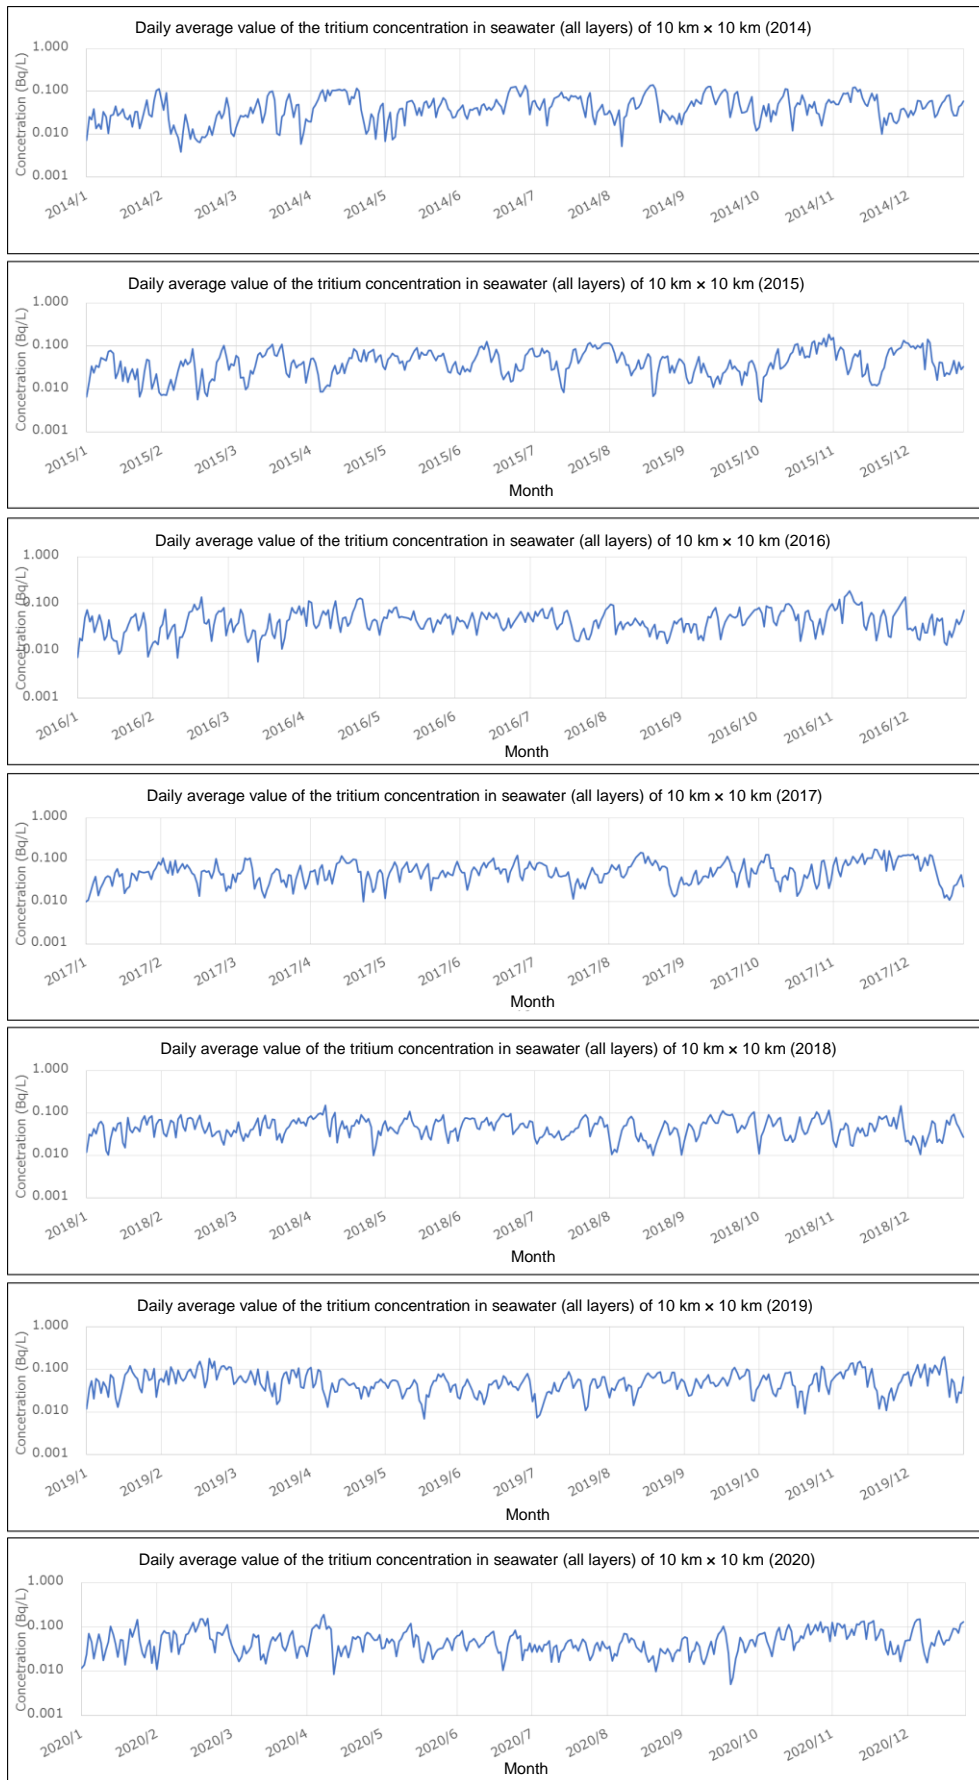 Daily average value of the tritium concentration in seawater (all layers) of 10 km × 10 km (2014)
Concetration (Bq/L)
1.000
0.100
0.010
0.001
2014/1 2014/2 2014/3 2014/4 2014/5 2014/6 2014/7 2014/8 2014/9 2014/10 2014/11 2014/12
Daily average value of the tritium concentration in seawater (all layers) of 10 km × 10 km (2015)
Concetration (Bq/L)
1.000
0.100
0.010
0.001
2015/1 2015/2 2015/3 2015/4 2015/5 2015/6 2015/7 2015/8 2015/9 2015/10 2015/11 2015/12
Month
Daily average value of the tritium concentration in seawater (all layers) of 10 km × 10 km (2016)
Concetration (Bq/L)
1.000
0.100
0.010
0.001
2016/1 2016/2 2016/3 2016/4 2016/5 2016/6 2016/7 2016/8 2016/9 2016/10 2016/11 2016/12
Month
Daily average value of the tritium concentration in seawater (all layers) of 10 km × 10 km (2017)
Concetration (Bq/L)
1.000
0.100
0.010
0.001
2017/1 2017/2 2017/3 2017/4 2017/5 2017/6 2017/7 2017/8 2017/9 2017/10 2017/11 2017/12
Month
Daily average value of the tritium concentration in seawater (all layers) of 10 km × 10 km (2018)
Concetration (Bq/L)
1.000
0.100
0.010
0.001
2018/1 2018/2 2018/3 2018/4 2018/5 2018/6 2018/7 2018/8 2018/9 2018/10 2018/11 2018/12
Month
Daily average value of the tritium concentration in seawater (all layers) of 10 km × 10 km (2019)
Concetration (Bq/L)
1.000
0.100
0.010
0.001
2019/1 2019/2 2019/3 2019/4 2019/5 2019/6 2019/7 2019/8 2019/9 2019/10 2019/11 2019/12
Month
Daily average value of the tritium concentration in seawater (all layers) of 10 km × 10 km (2020)
Concetration (Bq/L)
1.000
0.100
0.010
0.001
2020/1 2020/2 2020/3 2020/4 2020/5 2020/6 2020/7 2020/8 2020/9 2020/10 2020/11 2020/12
Month